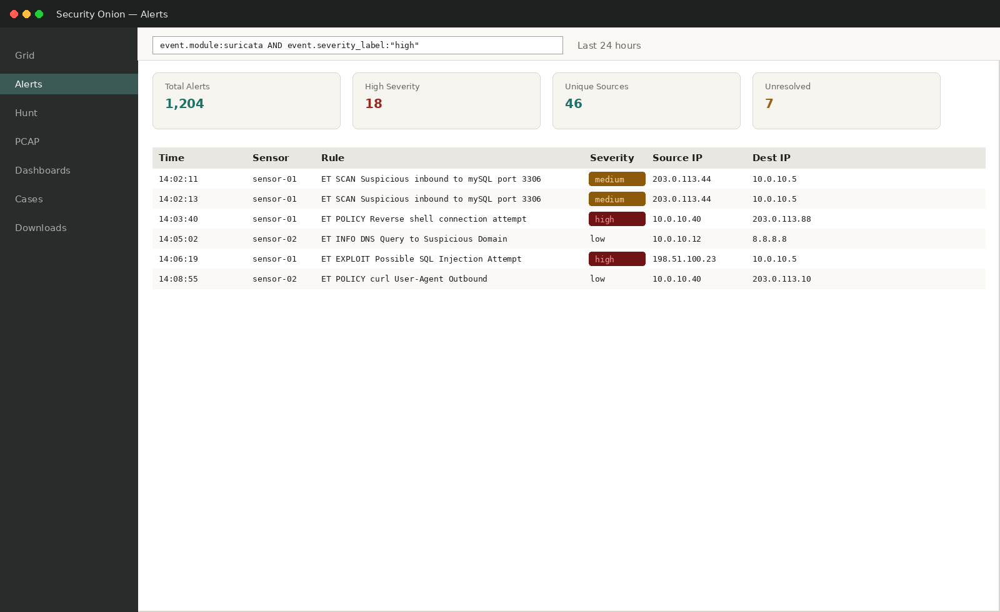 Security Onion — Alerts
Grid
Alerts
Hunt
PCAP
Dashboards
Cases
Downloads
event.module:suricata AND event.severity_label:"high" Last 24 hours
Total Alerts High Severity Unique Sources Unresolved
1,204 18 46 7
Time Sensor Rule Severity Source IP Dest IP
14:02:11 sensor-01 ET SCAN Suspicious inbound to mySQL port 3306 medium 203.0.113.44 10.0.10.5
14:02:13 sensor-01 ET SCAN Suspicious inbound to mySQL port 3306 medium 203.0.113.44 10.0.10.5
14:03:40 sensor-01 ET POLICY Reverse shell connection attempt high 10.0.10.40 203.0.113.88
14:05:02 sensor-02 ET INFO DNS Query to Suspicious Domain low 10.0.10.12 8.8.8.8
14:06:19 sensor-01 ET EXPLOIT Possible SQL Injection Attempt high 198.51.100.23 10.0.10.5
14:08:55 sensor-02 ET POLICY curl User-Agent Outbound low 10.0.10.40 203.0.113.10